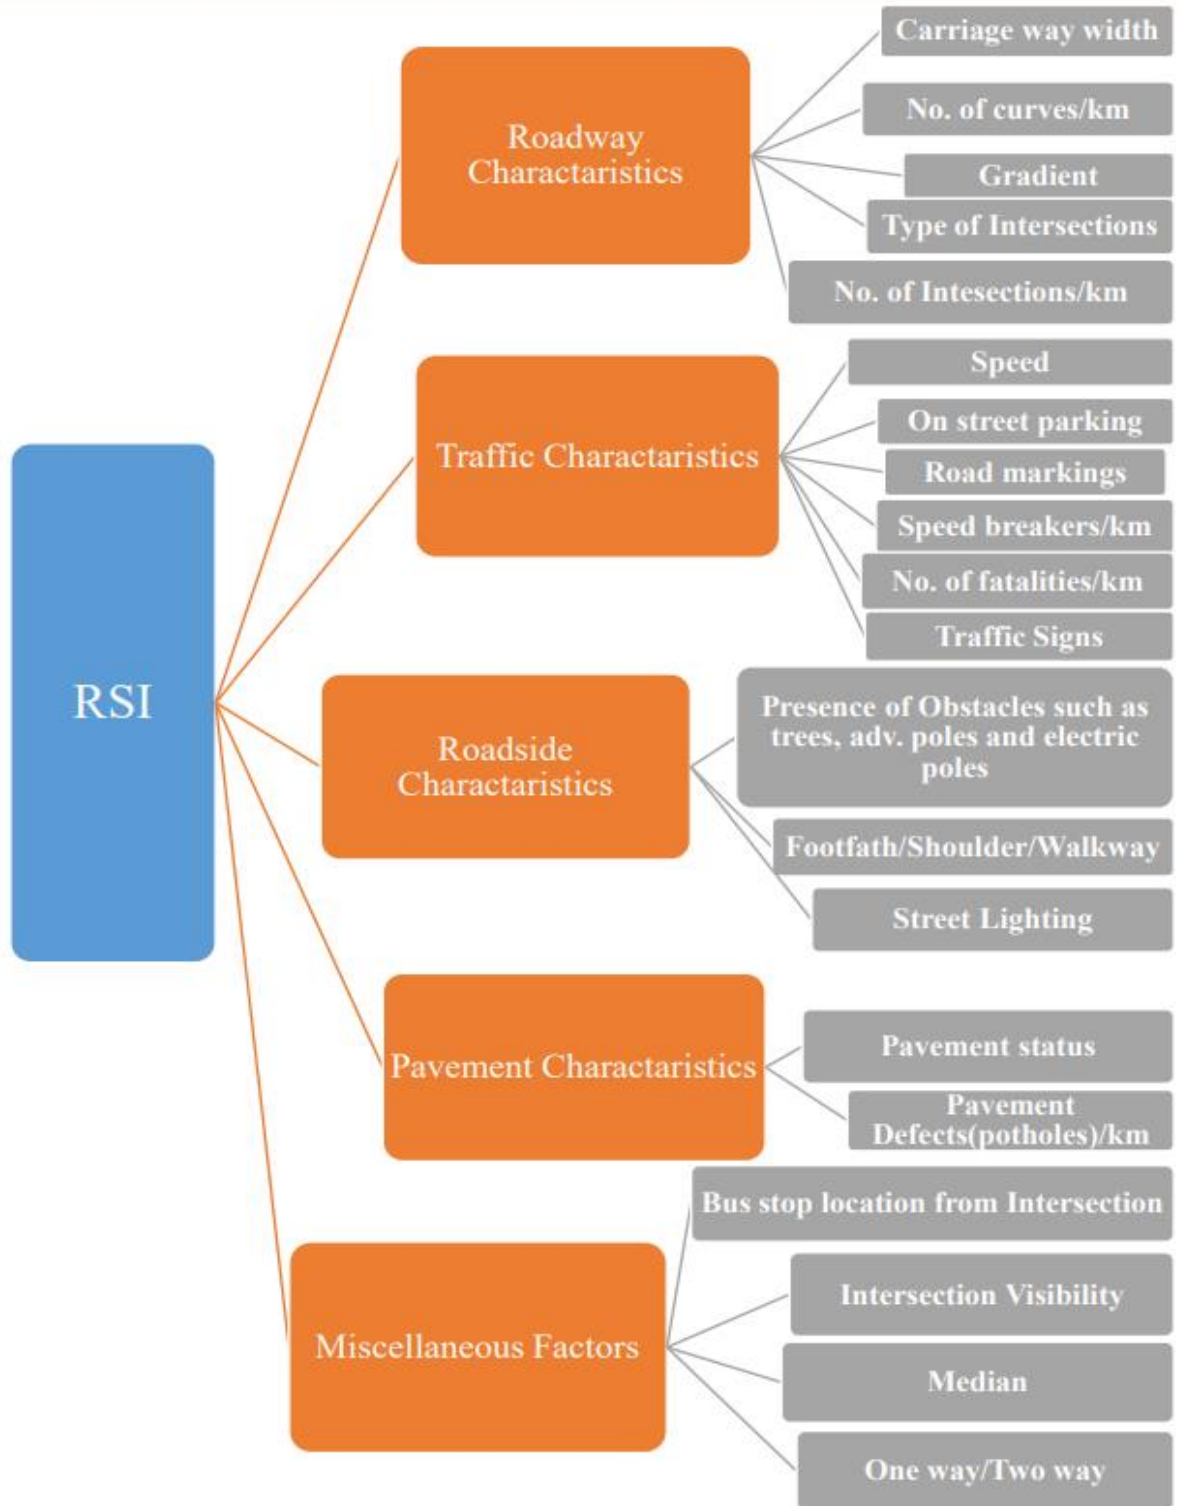 RSI
Roadway
Charactaristics
Carriage way width
No. of curves/km
Gradient
Type of Intersections
No. of Intesections/km
Traffic Charactaristics
Speed
On street parking
Road markings
Speed breakers/km
No. of fatalities/km
Traffic Signs
Roadside
Charactaristics
Presence of Obstacles such as
trees, adv. poles and electric
poles
Footfath/Shoulder/Walkway
Street Lighting
Pavement Charactaristics
Pavement status
Pavement
Defects(potholes)/km
Miscellaneous Factors
Bus stop location from Intersection
Intersection Visibility
Median
One way/Two way